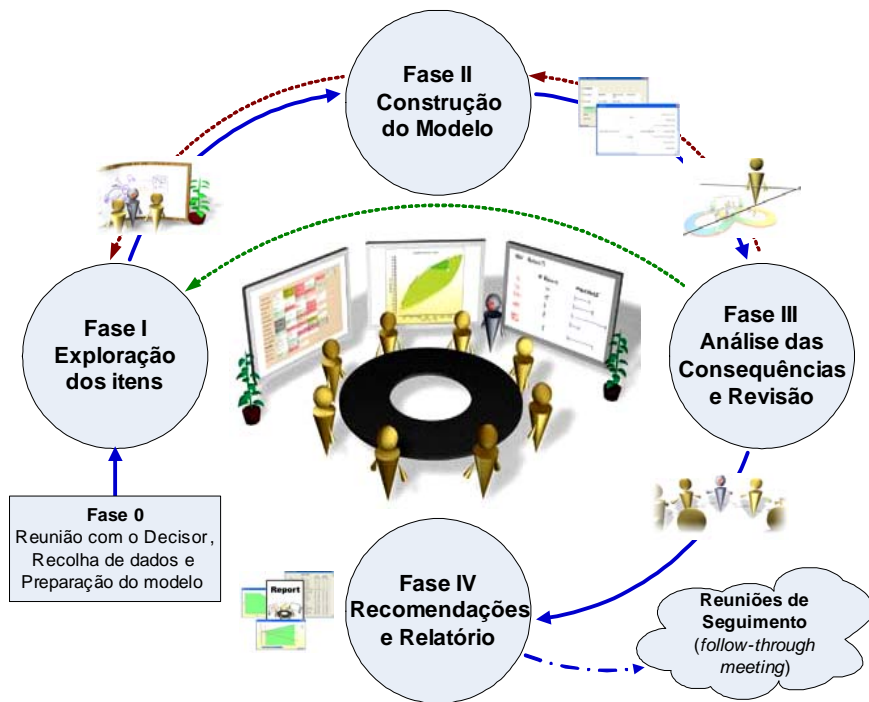 Fase II
Construção
do Modelo
Fase I
Exploração
dos itens
Fase III
Análise das
Consequências
e Revisão
Fase 0
Reunião com o Decisor,
Recolha de dados e
Preparação do modelo
Report
Fase IV
Recomendações
e Relatório
Reuniões de
Seguimento
(follow-through
meeting)